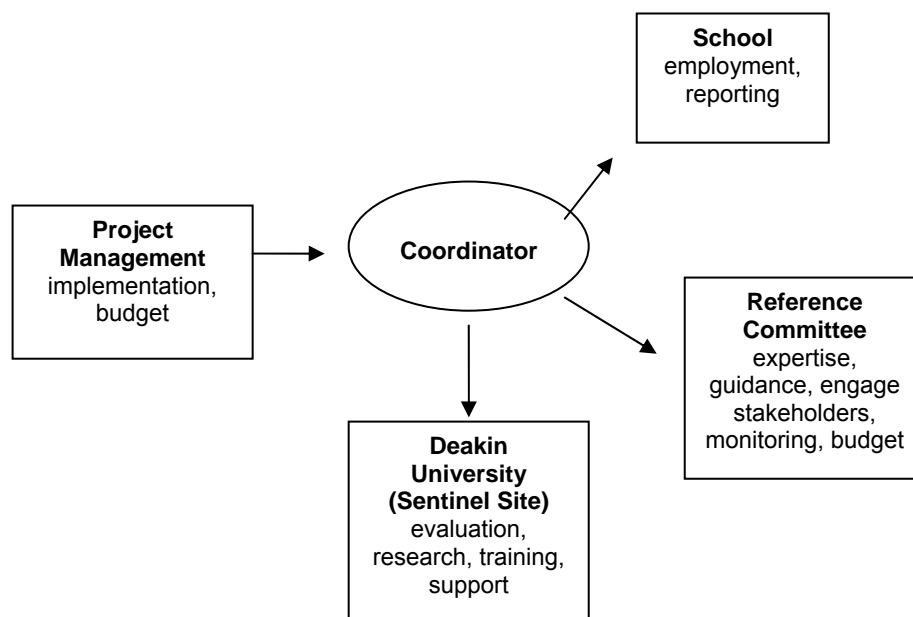 School
employment,
reporting
Project
Management
implementation,
budget
Coordinator
Reference
Committee
expertise,
guidance, engage
stakeholders,
monitoring, budget
Deakin
University
(Sentinel Site)
evaluation,
research, training,
support